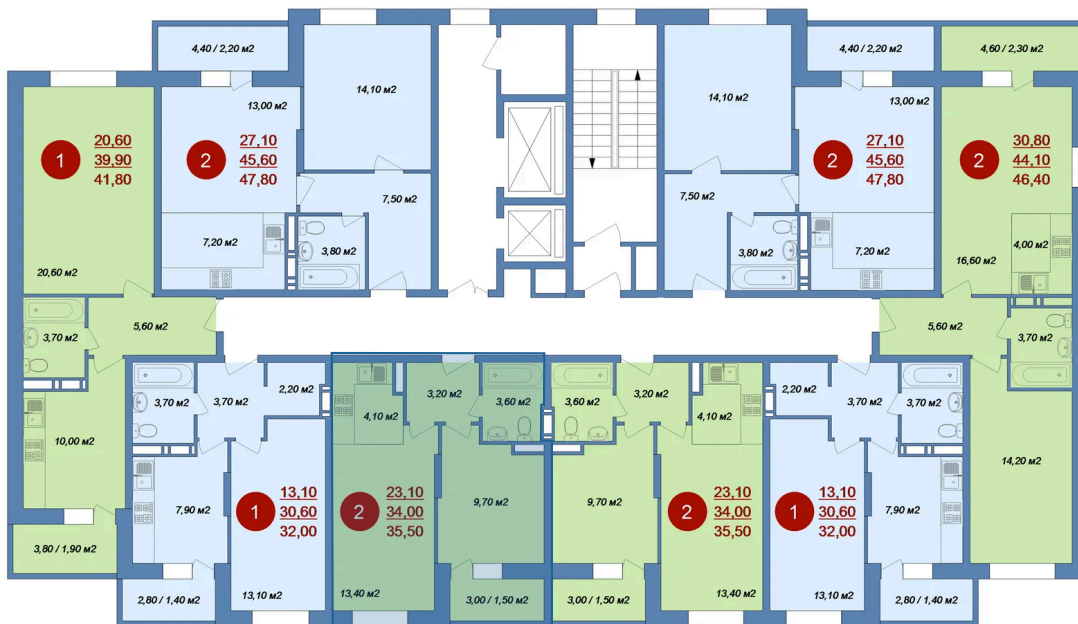 4,40 / 2,20 м2
14,10 м2
13,00 м2
1
20,60
39,90
41,80
2
27,10
45,60
47,80
7,50 м2
7,20 м2
3,80 м2
20,60 м2
4,40 / 2,20 м2
4,60 / 2,30 м2
14,10 м2
13,00 м2
2
27,10
45,60
47,80
2
30,80
44,10
46,40
7,50 м2
3,80 м2
7,20 м2
4,00 м2
16,60 м2
3,70 м2
5,60 м2
5,60 м2
3,70 м2
3,70 м2
3,70 м2
2,20 м2
4,10 м2
3,20 м2
3,60 м2
3,60 м2
3,20 м2
4,10 м2
2,20 м2
3,70 м2
3,70 м2
10,00 м2
7,90 м2
1
13,10
30,60
32,00
2
23,10
34,00
35,50
9,70 м2
9,70 м2
2
23,10
34,00
35,50
1
13,10
30,60
32,00
7,90 м2
14,20 м2
3,80 / 1,90 м2
2,80 / 1,40 м2
13,10 м2
13,40 м2
3,00 / 1,50 м2
3,00 / 1,50 м2
13,40 м2
13,10 м2
2,80 / 1,40 м2